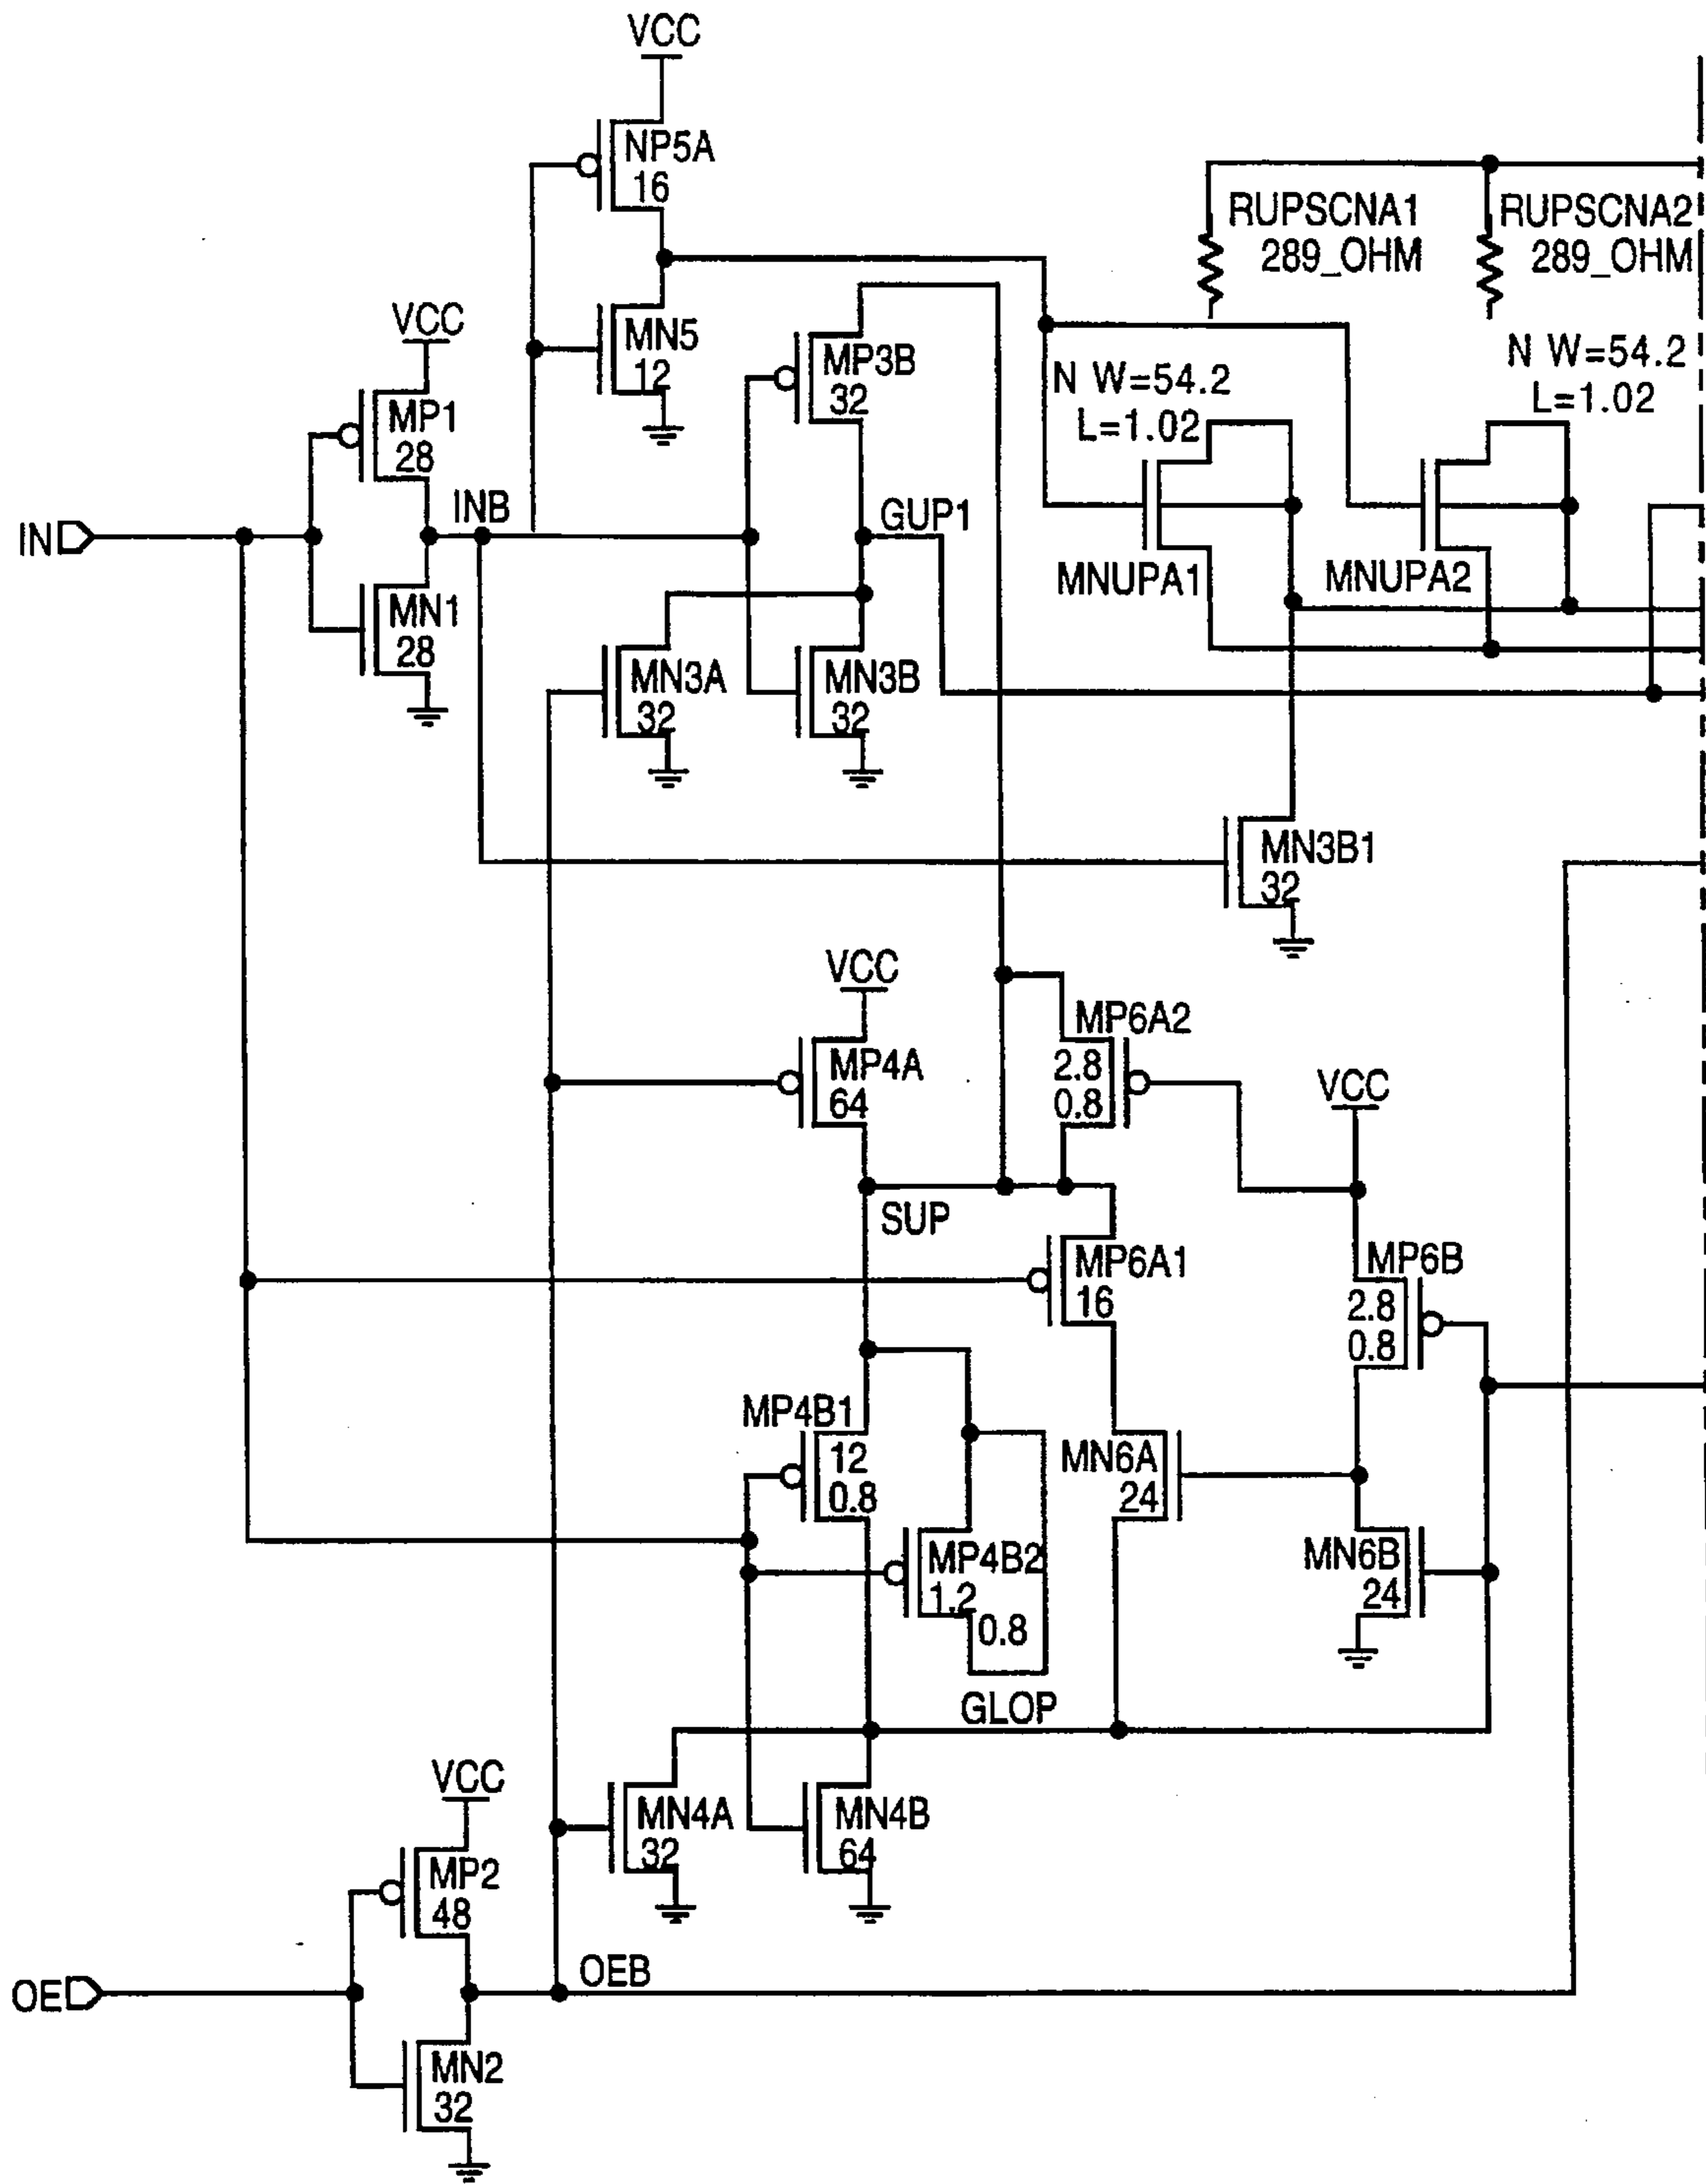 VCC
NP5A
16
RUPSCNA1
289_OHM
RUPSCNA2
289_OHM
VCC
MN5
12
MP3B
32
N W=54.2
L=1.02
N W=54.2
L=1.02
MP1
28
IN
INB
GUP1
MNUPA1
MNUPA2
MN1
28
MN3A
32
MN3B
32
MN3B1
32
VCC
MP6A2
MP4A
64
2.8
0.8
VCC
SUP
MP6A1
16
MP6B
2.8
0.8
MP4B1
12
0.8
MN6A
24
MP4B2
1.2
0.8
MN6B
24
GLOP
VCC
MN4A
32
MN4B
64
MP2
48
OE
OEB
MN2
32